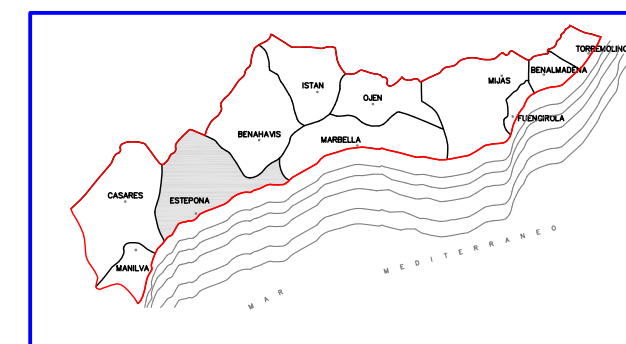 TORREMOLINO
BENALMADENA
MIJAS
ISTAN
OJEN
FUENGIROLA
BENAHAVIS
MARBELLA
CASARES
ESTEPONA
MANILVA
MAR MEDITERRANEO